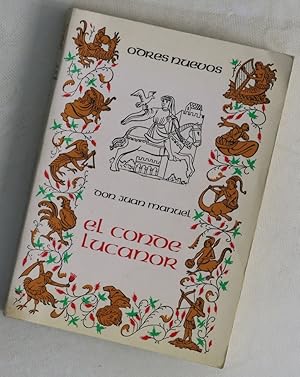 odres nuevos
don juan manuel
el conde
lucanor